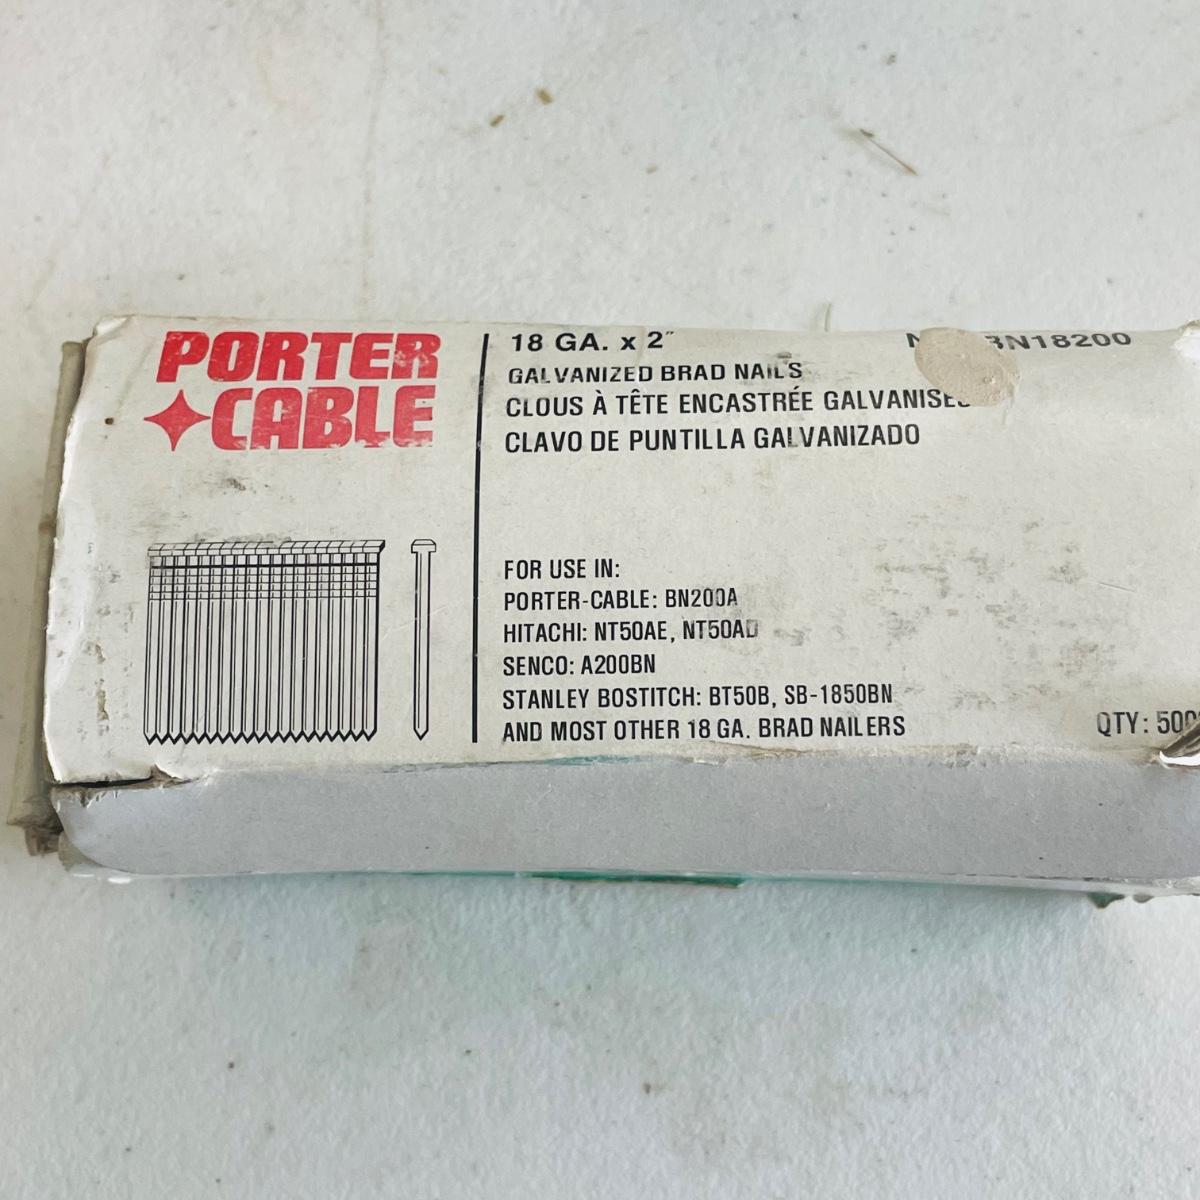 PORTER
CABLE
18 GA. x 2"
BN18200
GALVANIZED BRAD NAILS
CLOUS À TÊTE ENCASTRÉE
CLAVO DE PUNTILLA GALVANIZADO
FOR USE IN:
PORTER-CABLE: BN200A
HITACHI: NT50AE, NT50AD
SENCO: A200BN
STANLEY BOSTITCH: BT50B, SB-1850BN
AND MOST OTHER 18 GA. BRAD NAILERS
QTY: